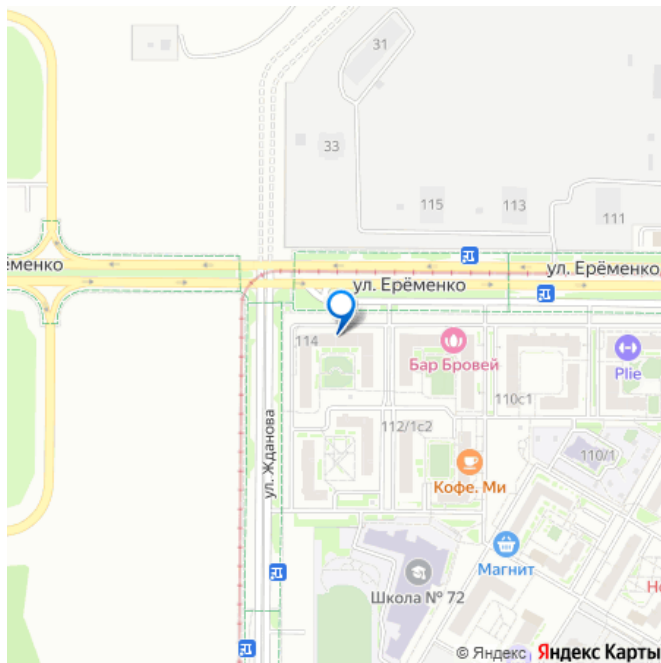 31
33
115
113
111
ул. Ерёменко
еменко
ул. Ерёменко
114
Бар Бровей
Plie
110с1
ул. Жданова
112/1с2
110/1
Кофе. Ми
Магнит
Школа № 72
Но
© Яндекс Яндекс Карты